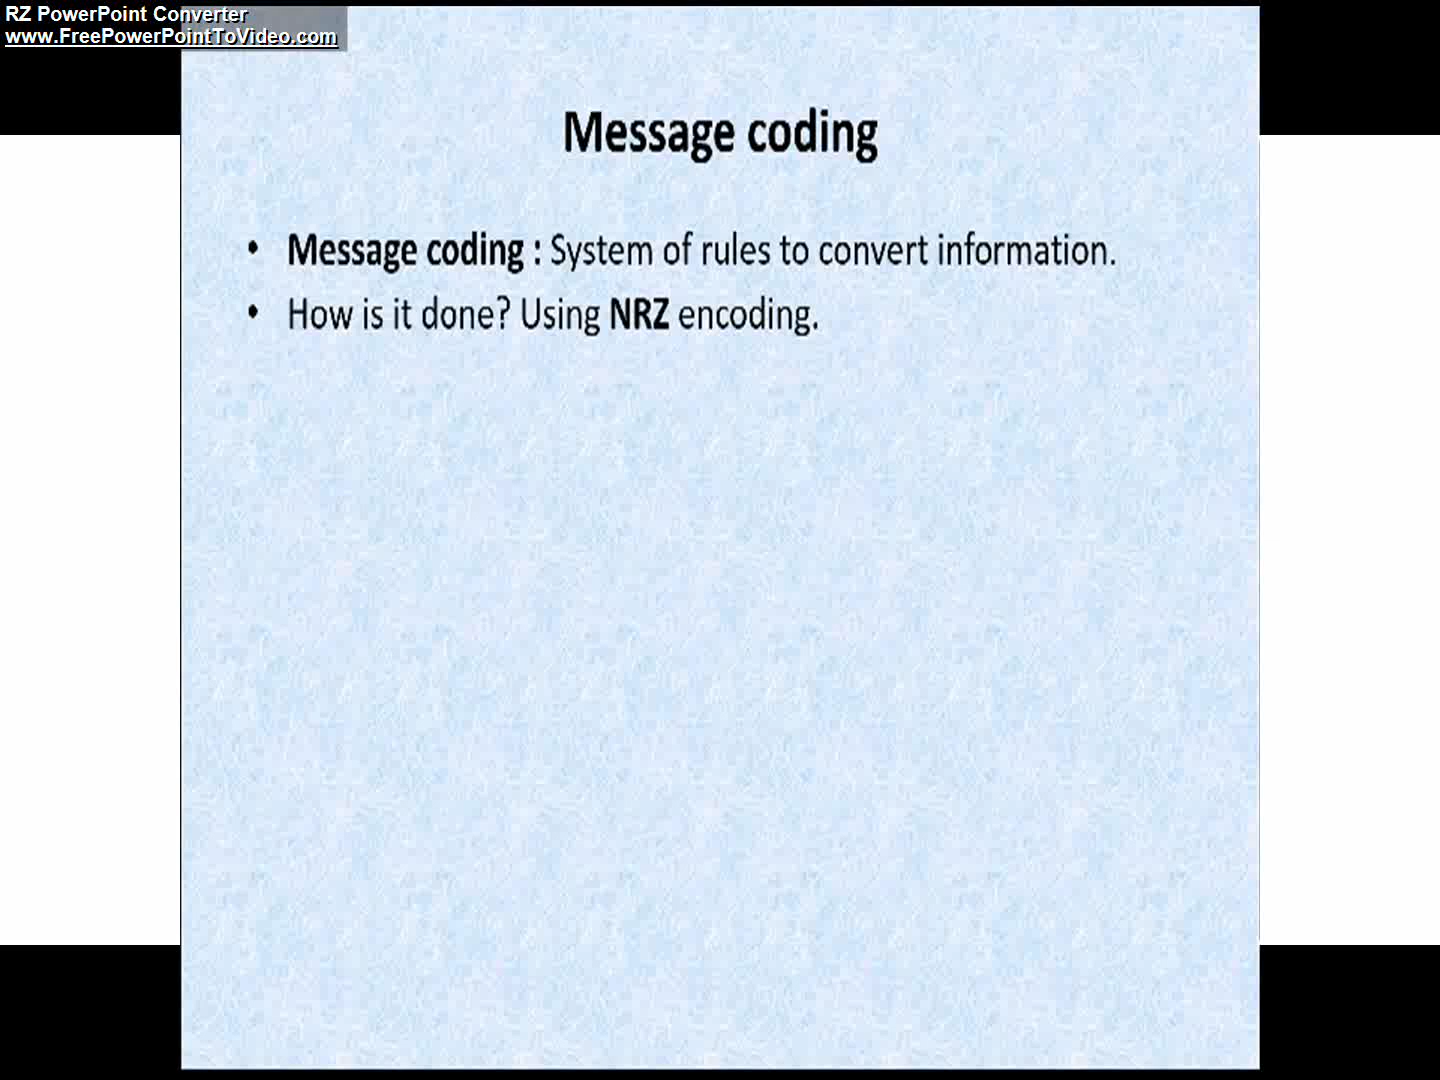 RZ PowerPoint Converter
www.FreePowerPointToVideo.com
Message coding
• Message coding : System of rules to convert information.
• How is it done? Using NRZ encoding.